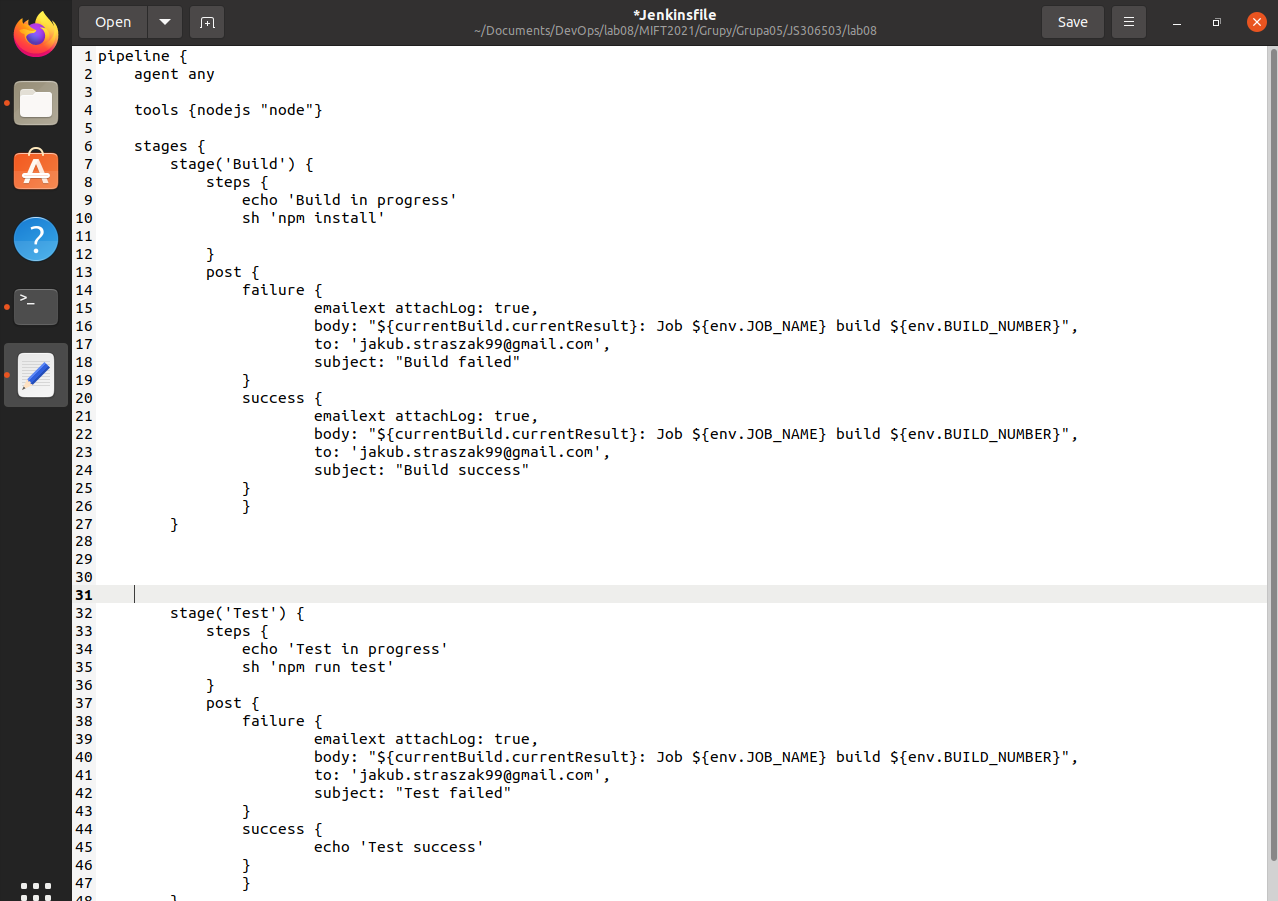 Open
*Jenkinsfile
~/Documents/DevOps/lab08/MIFT2021/Grupy/Grupa05/JS306503/lab08
Save
1 pipeline {
2     agent any
3
4     tools {nodejs "node"}
5
6     stages {
7         stage('Build') {
8             steps {
9                 echo 'Build in progress'
10                 sh 'npm install'
11
12             }
13             post {
14                 failure {
15                         emailext attachLog: true,
16                         body: "${currentBuild.currentResult}: Job ${env.JOB_NAME} build ${env.BUILD_NUMBER}",
17                         to: 'jakub.straszak99@gmail.com',
18                         subject: "Build failed"
19                 }
20                 success {
21                         emailext attachLog: true,
22                         body: "${currentBuild.currentResult}: Job ${env.JOB_NAME} build ${env.BUILD_NUMBER}",
23                         to: 'jakub.straszak99@gmail.com',
24                         subject: "Build success"
25                 }
26                 }
27         }
28
29
30
31
32         stage('Test') {
33             steps {
34                 echo 'Test in progress'
35                 sh 'npm run test'
36             }
37             post {
38                 failure {
39                         emailext attachLog: true,
40                         body: "${currentBuild.currentResult}: Job ${env.JOB_NAME} build ${env.BUILD_NUMBER}",
41                         to: 'jakub.straszak99@gmail.com',
42                         subject: "Test failed"
43                 }
44                 success {
45                         echo 'Test success'
46                 }
47                 }
48         }